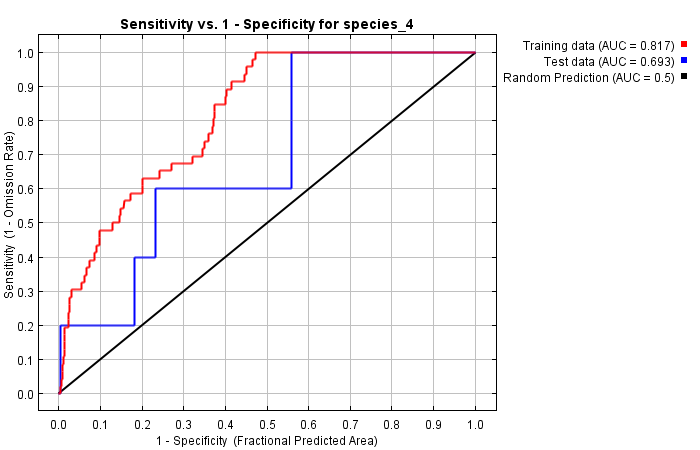 Sensitivity vs. 1 - Specificity for species_4
Training data (AUC = 0.817)
Test data (AUC = 0.693)
Random Prediction (AUC = 0.5)
Sensitivity (1 - Omission Rate)
1.0
0.9
0.8
0.7
0.6
0.5
0.4
0.3
0.2
0.1
0.0
0.0 0.1 0.2 0.3 0.4 0.5 0.6 0.7 0.8 0.9 1.0
1 - Specificity (Fractional Predicted Area)